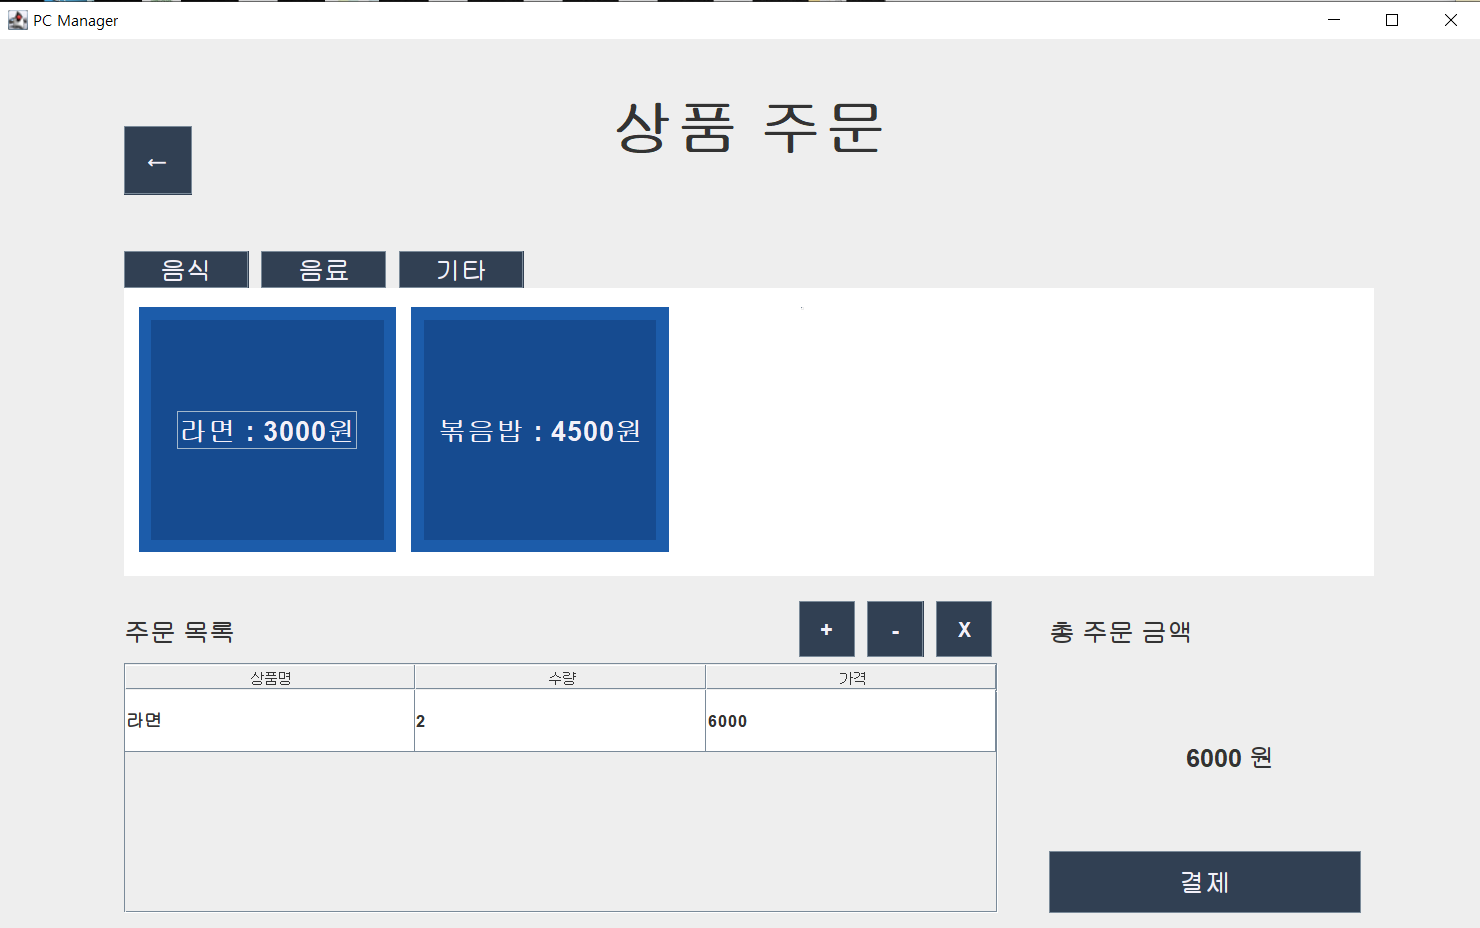 PC Manager
상품 주문
←
음식 음료 기타
라면 : 3000원 볶음밥 : 4500원
주문 목록 + - X 총 주문 금액
상품명 수량 가격
라면 2 6000
6000 원
결제